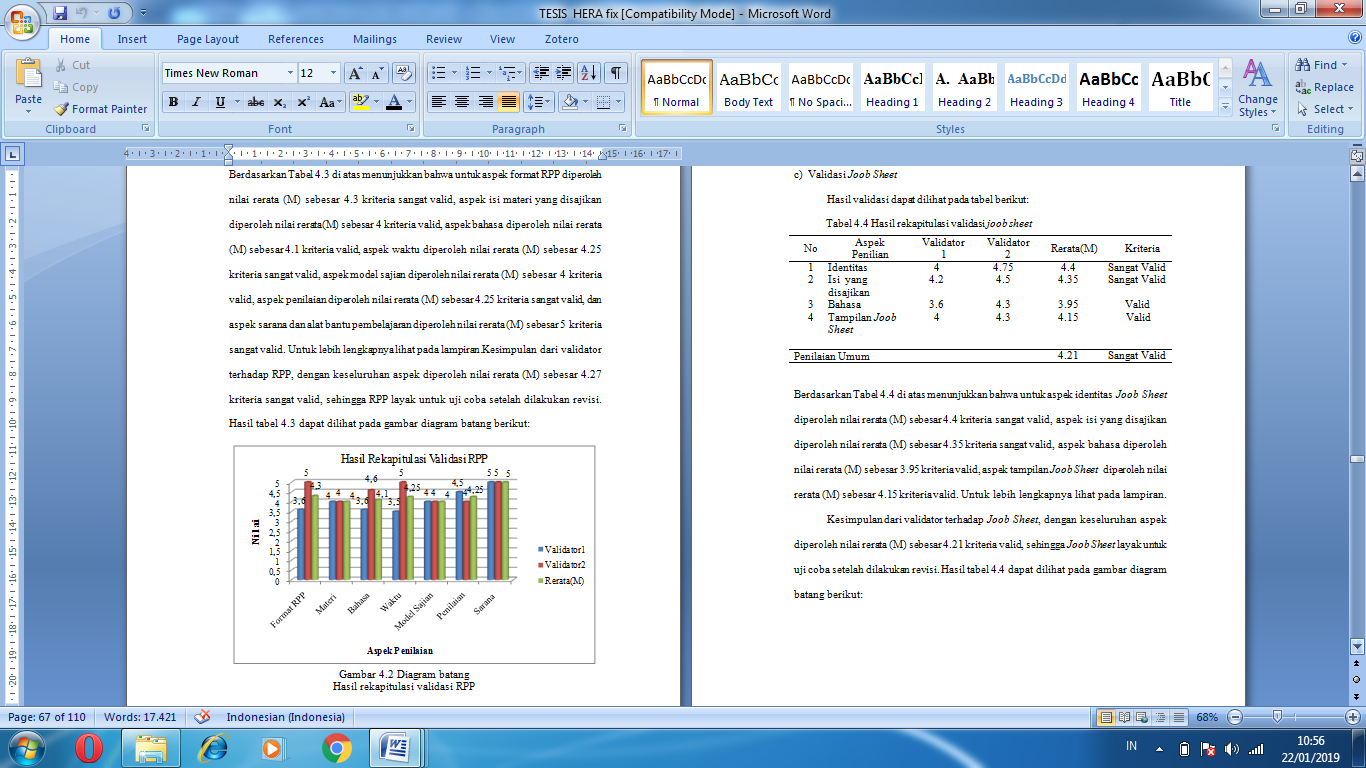 TESIS HERA fix [Compatibility Mode] - Microsoft Word
Home Insert Page Layout References Mailings Review View Zotero
Paste
Cut
Copy
Format Painter
Clipboard
Times New Roman 12
Font
Paragraph
AaBbCcDc AaBbCc AaBbCcDc AaBbCcI A. AaBb AaBbCcDd AaBbCc AaBbC
¶ Normal Body Text ¶ No Spaci... Heading 1 Heading 2 Heading 3 Heading 4 Title
Change Styles
Styles
Find
Replace
Select
Editing
4 3 2 1 1 2 3 4 5 6 7 8 9 10 11 12 13 14 15 16 17
Berdasarkan Tabel 4.3 di atas menunjukkan bahwa untuk aspek format RPP diperoleh
nilai rerata (M) sebesar 4.3 kriteria sangat valid, aspek isi materi yang disajikan
diperoleh nilai rerata(M) sebesar 4 kriteria valid, aspek bahasa diperoleh nilai rerata
(M) sebesar 4.1 kriteria valid, aspek waktu diperoleh nilai rerata (M) sebesar 4.25
kriteria sangat valid, aspek model sajian diperoleh nilai rerata (M) sebesar 4 kriteria
valid, aspek penilaian diperoleh nilai rerata (M) sebesar 4.25 kriteria sangat valid, dan
aspek sarana dan alat bantu pembelajaran diperoleh nilai rerata (M) sebesar 5 kriteria
sangat valid. Untuk lebih lengkapnya lihat pada lampiran.Kesimpulan dari validator
terhadap RPP, dengan keseluruhan aspek diperoleh nilai rerata (M) sebesar 4.27
kriteria sangat valid, sehingga RPP layak untuk uji coba setelah dilakukan revisi.
Hasil tabel 4.3 dapat dilihat pada gambar diagram batang berikut:
Hasil Rekapitulasi Validasi RPP
Nilai
5
4,5
4
3,5
3
2,5
2
1,5
1
0,5
0
3,6 5 4,3 4 4 4 3,6 4,6 4,1 3,5 5 4,25 4 4 4 4,5 4 4,25 5 5 5
Format RPP Materi Bahasa Waktu Model Sajian Penilaian Sarana
Validator1
Validator2
Rerata(M)
Aspek Penilaian
Gambar 4.2 Diagram batang
Hasil rekapitulasi validasi RPP
c) Validasi Joob Sheet
Hasil validasi dapat dilihat pada tabel berikut:
Tabel 4.4 Hasil rekapitulasi validasi joob sheet
No Aspek Penilian Validator 1 Validator 2 Rerata(M) Kriteria
1 Identitas 4 4.75 4.4 Sangat Valid
2 Isi yang disajikan 4.2 4.5 4.35 Sangat Valid
3 Bahasa 3.6 4.3 3.95 Valid
4 Tampilan Joob Sheet 4 4.3 4.15 Valid
Penilaian Umum 4.21 Sangat Valid
Berdasarkan Tabel 4.4 di atas menunjukkan bahwa untuk aspek identitas Joob Sheet
diperoleh nilai rerata (M) sebesar 4.4 kriteria sangat valid, aspek isi yang disajikan
diperoleh nilai rerata (M) sebesar 4.35 kriteria sangat valid, aspek bahasa diperoleh
nilai rerata (M) sebesar 3.95 kriteria valid, aspek tampilan Joob Sheet diperoleh nilai
rerata (M) sebesar 4.15 kriteria valid. Untuk lebih lengkapnya lihat pada lampiran.
Kesimpulan dari validator terhadap Joob Sheet, dengan keseluruhan aspek
diperoleh nilai rerata (M) sebesar 4.21 kriteria valid, sehingga Joob Sheet layak untuk
uji coba setelah dilakukan revisi. Hasil tabel 4.4 dapat dilihat pada gambar diagram
batang berikut:
Page: 67 of 110 Words: 17.421 Indonesian (Indonesia) 68%
IN 10:56
22/01/2019